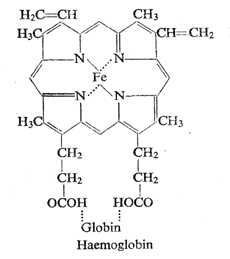 H₂C=CH CH₃
H₃C CH=CH₂
N N
Fe
N N
H₃C CH₃
CH₂ CH₂
CH₂ CH₂
OCOH HOCO
Globin
Haemoglobin